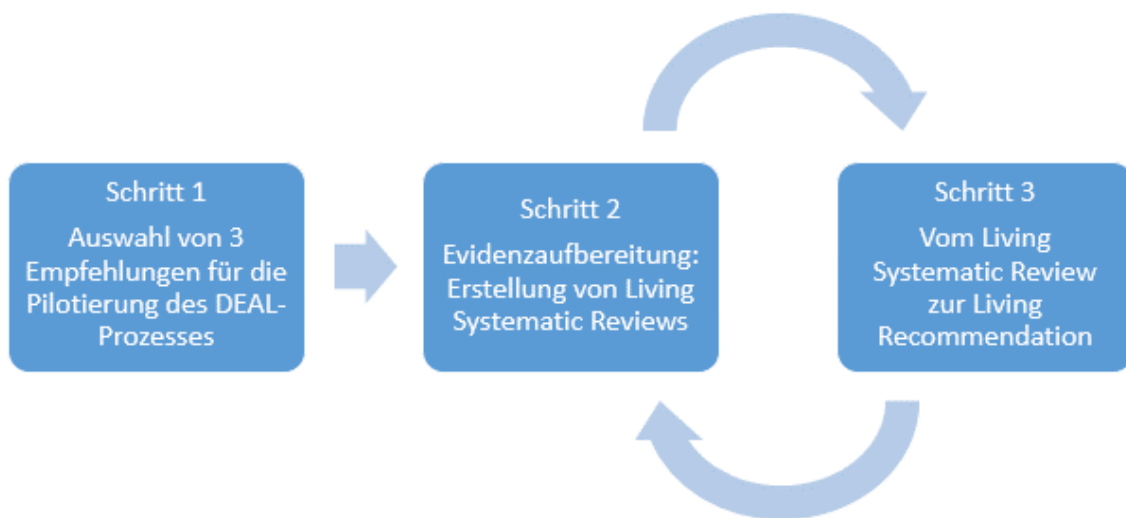 Schritt 1
Auswahl von 3
Empfehlungen für die
Pilotierung des DEAL-
Prozesses
Schritt 2
Evidenzaufbereitung:
Erstellung von Living
Systematic Reviews
Schritt 3
Vom Living
Systematic Review
zur Living
Recommendation